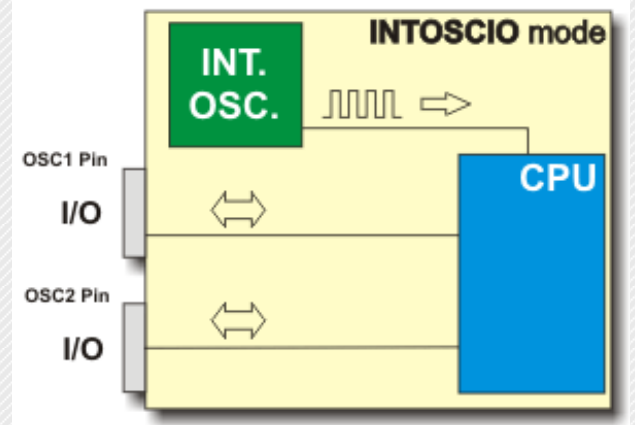 INTOSCIO mode
INT.
OSC.
OSC1 Pin
CPU
I/O
OSC2 Pin
I/O